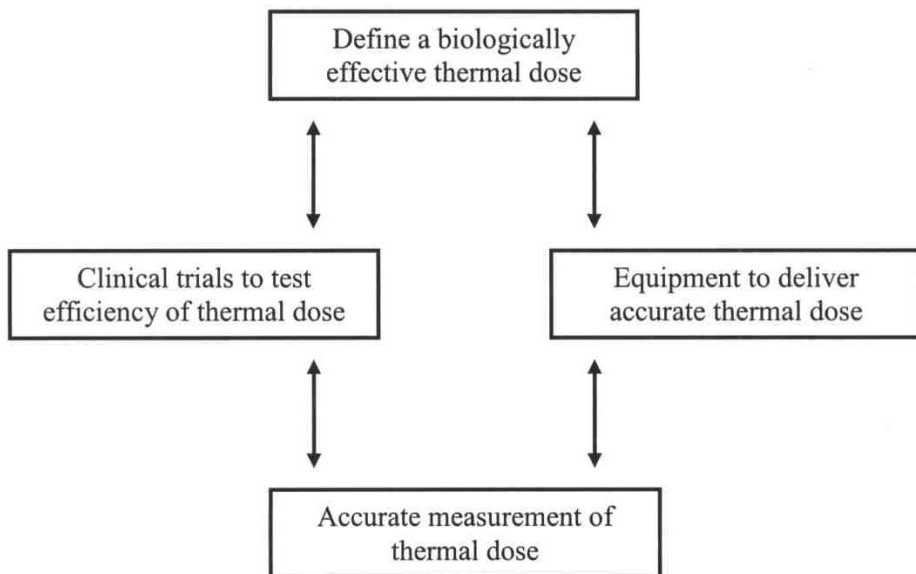 Define a biologically
effective thermal dose
Clinical trials to test
efficiency of thermal dose
Equipment to deliver
accurate thermal dose
Accurate measurement of
thermal dose